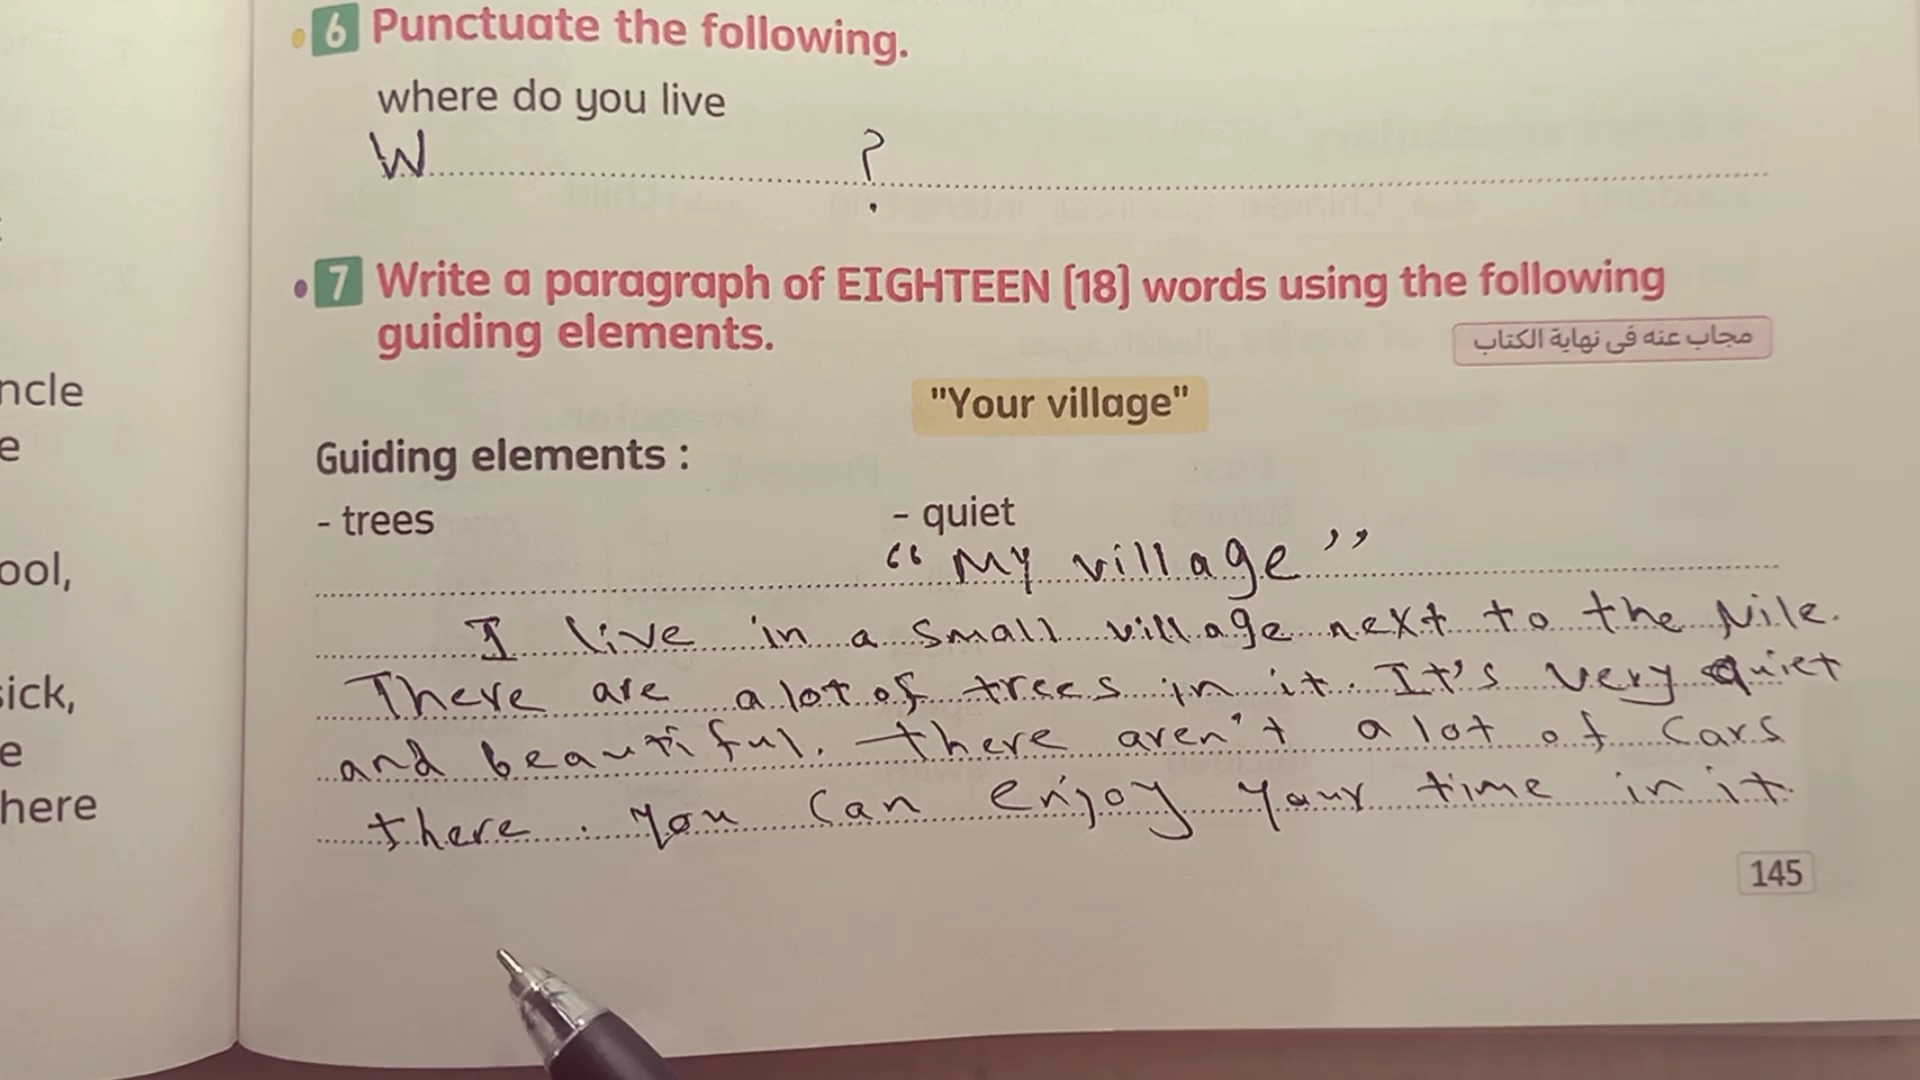 6 Punctuate the following.
where do you live
W ?
7 Write a paragraph of EIGHTEEN [18] words using the following
guiding elements.
مجاب عنه فى نهاية الكتاب
"Your village"
Guiding elements :
- trees - quiet
“ My village ”
I live in a small village next to the Nile.
There are a lot of trees in it. It's very quiet
and beautiful. there aren't a lot of cars
there. You can enjoy your time in it.
145
ncle
e
ool,
sick,
e
here